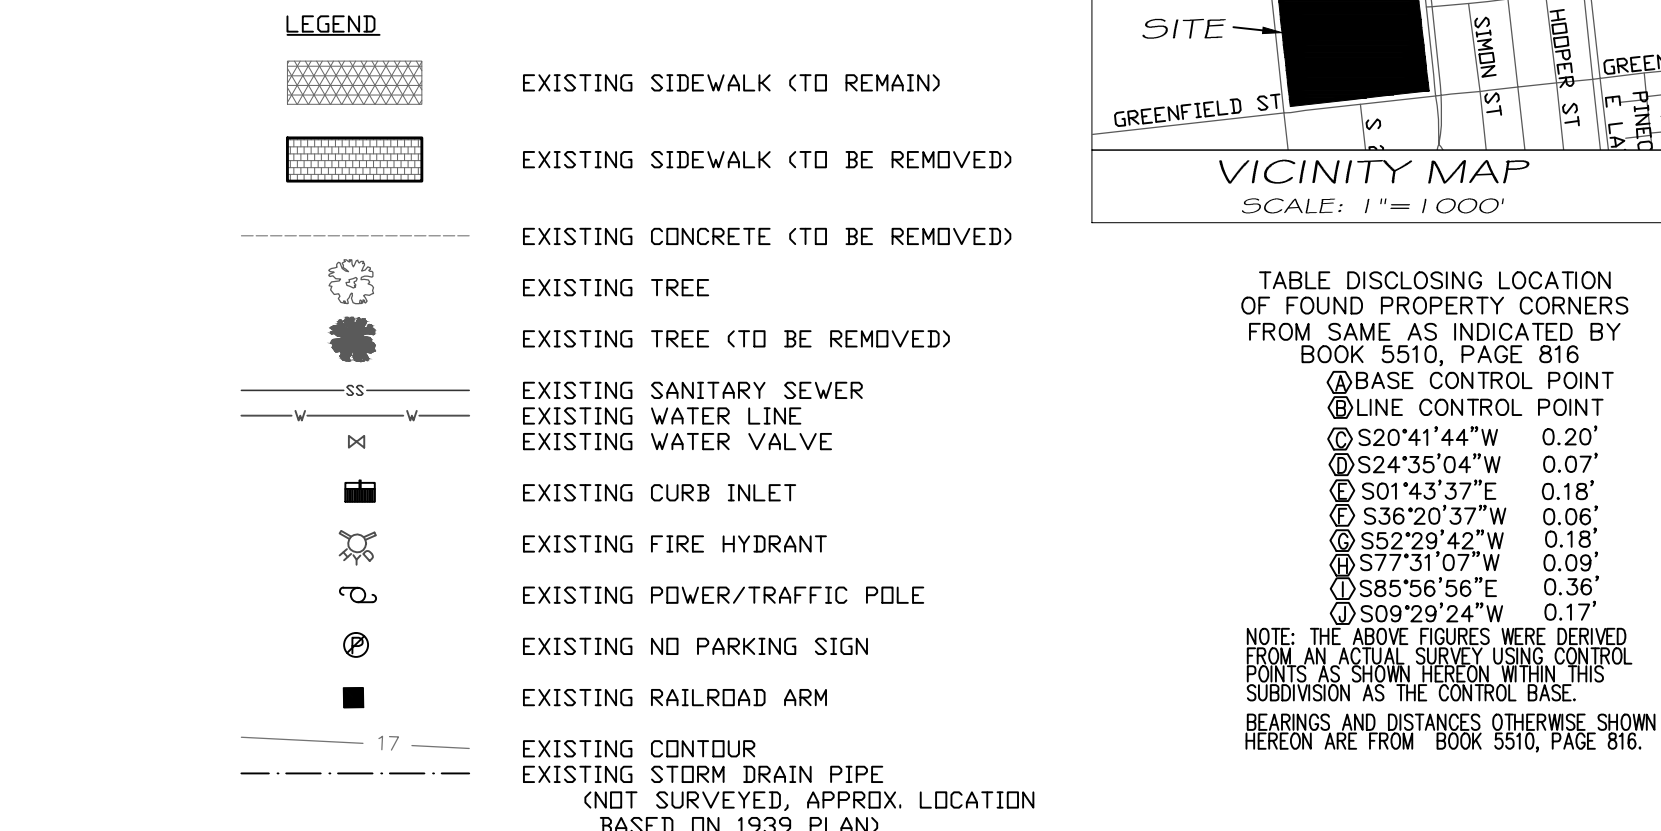 LEGEND
EXISTING SIDEWALK (TO REMAIN)
EXISTING SIDEWALK (TO BE REMOVED)
EXISTING CONCRETE (TO BE REMOVED)
EXISTING TREE
EXISTING TREE (TO BE REMOVED)
SS EXISTING SANITARY SEWER
W W EXISTING WATER LINE
EXISTING WATER VALVE
EXISTING CURB INLET
HYD EXISTING FIRE HYDRANT
EXISTING POWER/TRAFFIC POLE
P EXISTING NO PARKING SIGN
EXISTING RAILROAD ARM
17 EXISTING CONTOUR
EXISTING STORM DRAIN PIPE
(NOT SURVEYED, APPROX. LOCATION
BASED ON 1939 PLAN)
SITE
GREENFIELD ST
SIMON ST
HOOPER ST
S
VICINITY MAP
SCALE: 1"= 1000'
TABLE DISCLOSING LOCATION
OF FOUND PROPERTY CORNERS
FROM SAME AS INDICATED BY
BOOK 5510, PAGE 816
A BASE CONTROL POINT
B LINE CONTROL POINT
C S20°41'44"W 0.20'
D S24°35'04"W 0.07'
E S01°43'37"E 0.18'
F S36°20'37"W 0.06'
G S52°29'42"W 0.18'
H S77°31'07"W 0.09'
I S85°56'56"E 0.36'
J S09°29'24"W 0.17'
NOTE: THE ABOVE FIGURES WERE DERIVED
FROM AN ACTUAL SURVEY USING CONTROL
POINTS AS SHOWN HEREON WITHIN THIS
SUBDIVISION AS THE CONTROL BASE.
BEARINGS AND DISTANCES OTHERWISE SHOWN
HEREON ARE FROM BOOK 5510, PAGE 816.